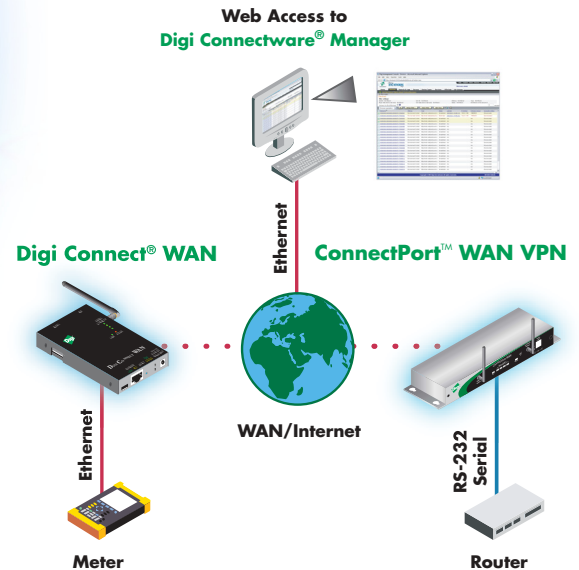 Web Access to
Digi Connectware® Manager
Ethernet
Digi Connect® WAN
ConnectPort™ WAN VPN
WAN/Internet
Ethernet
RS-232
Serial
Meter
Router